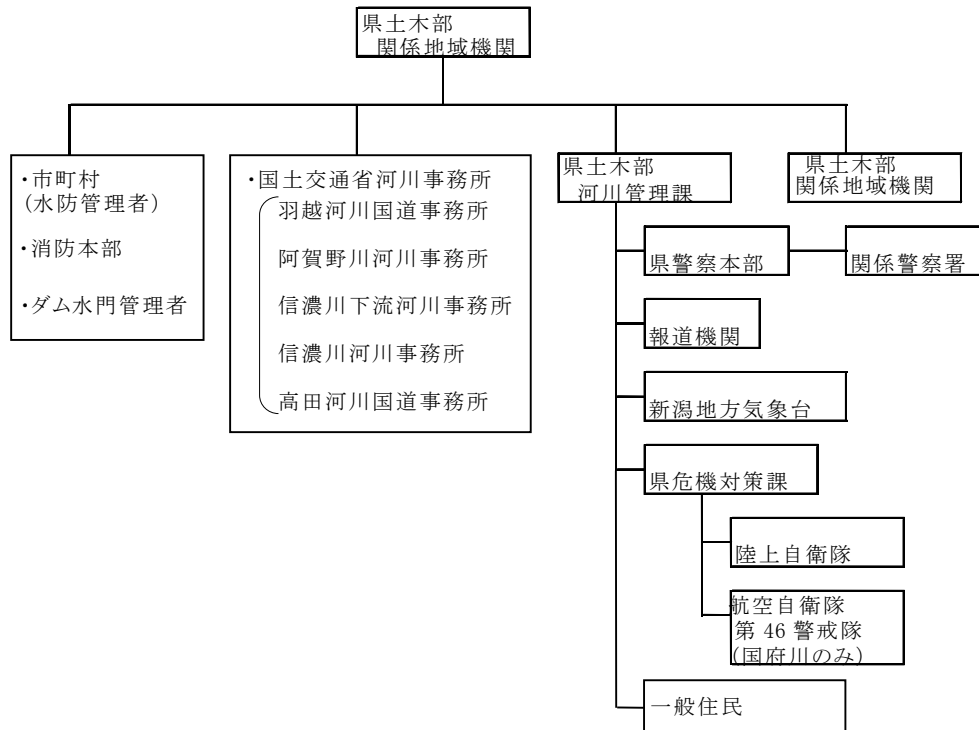 県土木部
関係地域機関
・市町村
(水防管理者)
・消防本部
・ダム水門管理者
・国土交通省河川事務所
羽越河川国道事務所
阿賀野川河川事務所
信濃川下流河川事務所
信濃川河川事務所
高田河川国道事務所
県土木部
河川管理課
県土木部
関係地域機関
県警察本部
関係警察署
報道機関
新潟地方気象台
県危機対策課
陸上自衛隊
航空自衛隊
第 46 警戒隊
(国府川のみ)
一般住民